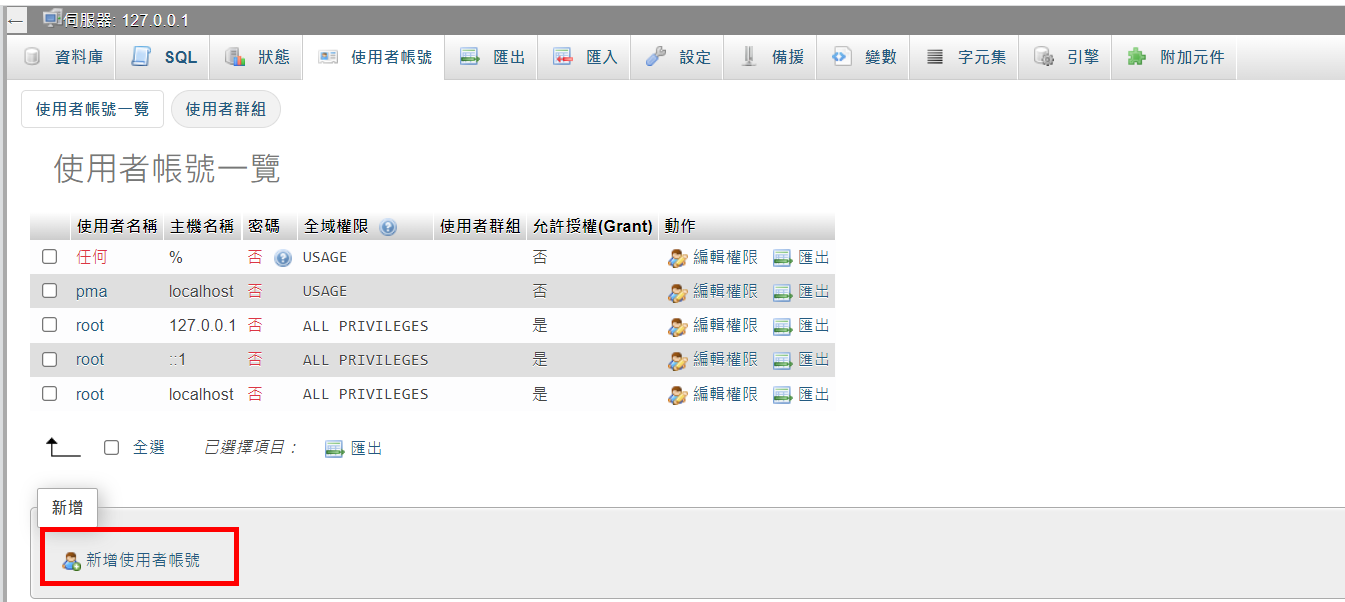 伺服器: 127.0.0.1
資料庫 SQL 狀態 使用者帳號 匯出 匯入 設定 備援 變數 字元集 引擎 附加元件
使用者帳號一覽 使用者群組
使用者帳號一覽
使用者名稱 主機名稱 密碼 全域權限 使用者群組 允許授權(Grant) 動作
任何 % 否 USAGE 否 編輯權限 匯出
pma localhost 否 USAGE 否 編輯權限 匯出
root 127.0.0.1 否 ALL PRIVILEGES 是 編輯權限 匯出
root ::1 否 ALL PRIVILEGES 是 編輯權限 匯出
root localhost 否 ALL PRIVILEGES 是 編輯權限 匯出
全選 已選擇項目: 匯出
新增
新增使用者帳號